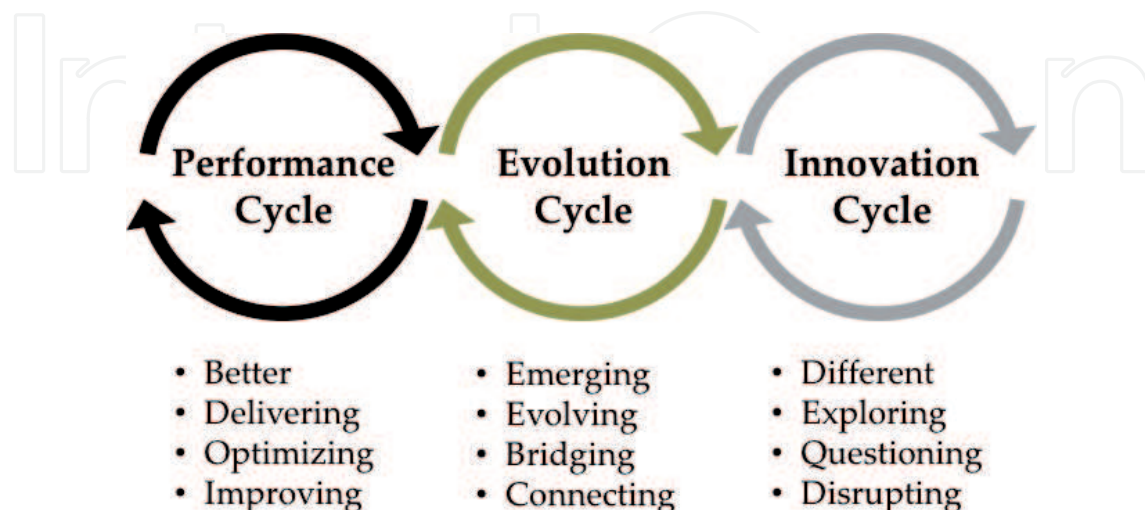 Performance
Cycle
Evolution
Cycle
Innovation
Cycle
• Better
• Delivering
• Optimizing
• Improving
• Emerging
• Evolving
• Bridging
• Connecting
• Different
• Exploring
• Questioning
• Disrupting